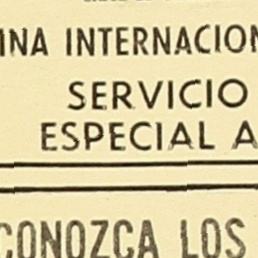 INA INTERNACION
SERVICIO
ESPECIAL A
CONOZCA LOS